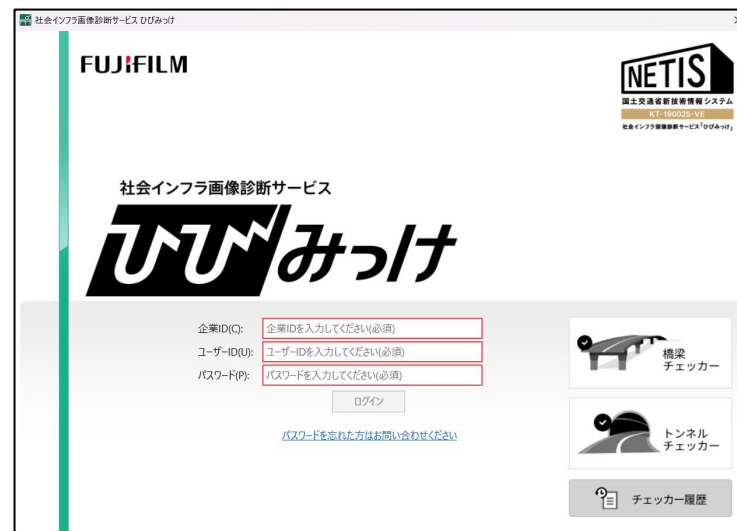 社会インフラ画像診断サービス ひびみっけ
FUJIFILM
NETIS
国土交通省新技術情報システム
KT-190025-VE
社会インフラ画像診断サービス「ひびみっけ」
社会インフラ画像診断サービス
ひびみっけ
企業ID(C): 企業IDを入力してください(必須)
ユーザーID(U): ユーザーIDを入力してください(必須)
パスワード(P): パスワードを入力してください(必須)
ログイン
パスワードを忘れた方はお問い合わせください
橋梁
チェッカー
トンネル
チェッカー
チェッカー履歴